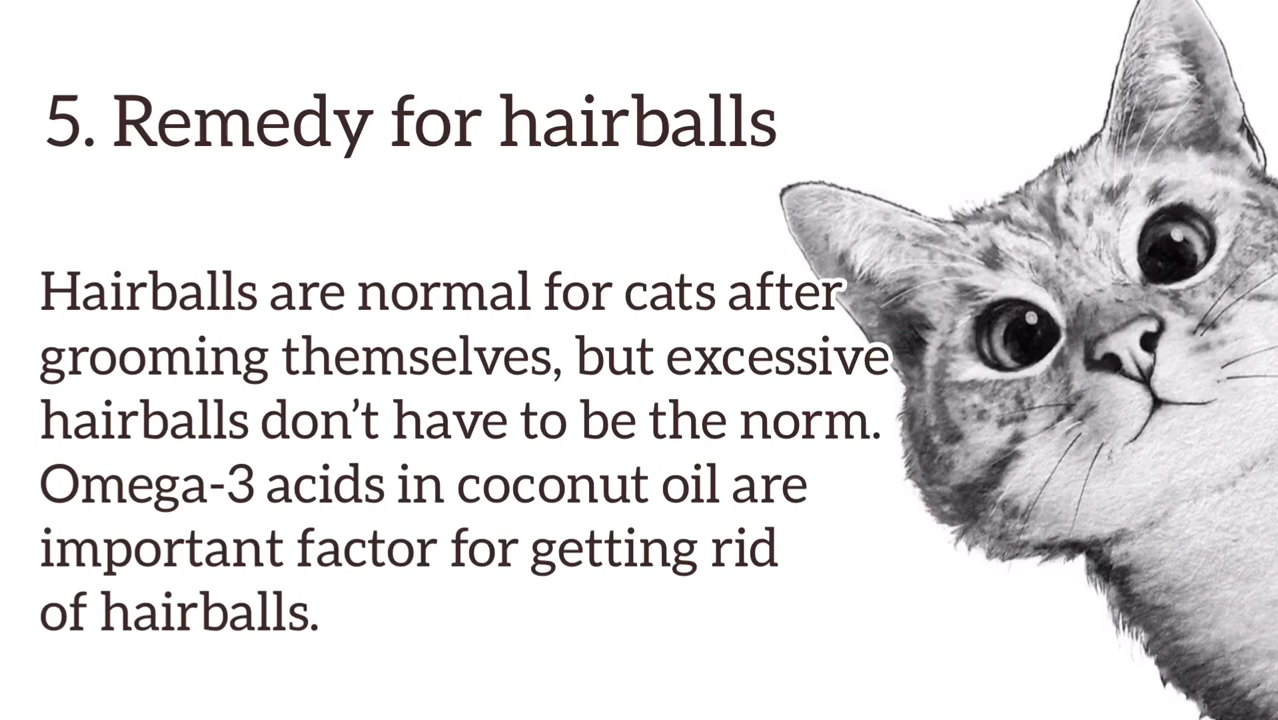 5. Remedy for hairballs
Hairballs are normal for cats after
grooming themselves, but excessive
hairballs don’t have to be the norm.
Omega-3 acids in coconut oil are
important factor for getting rid
of hairballs.